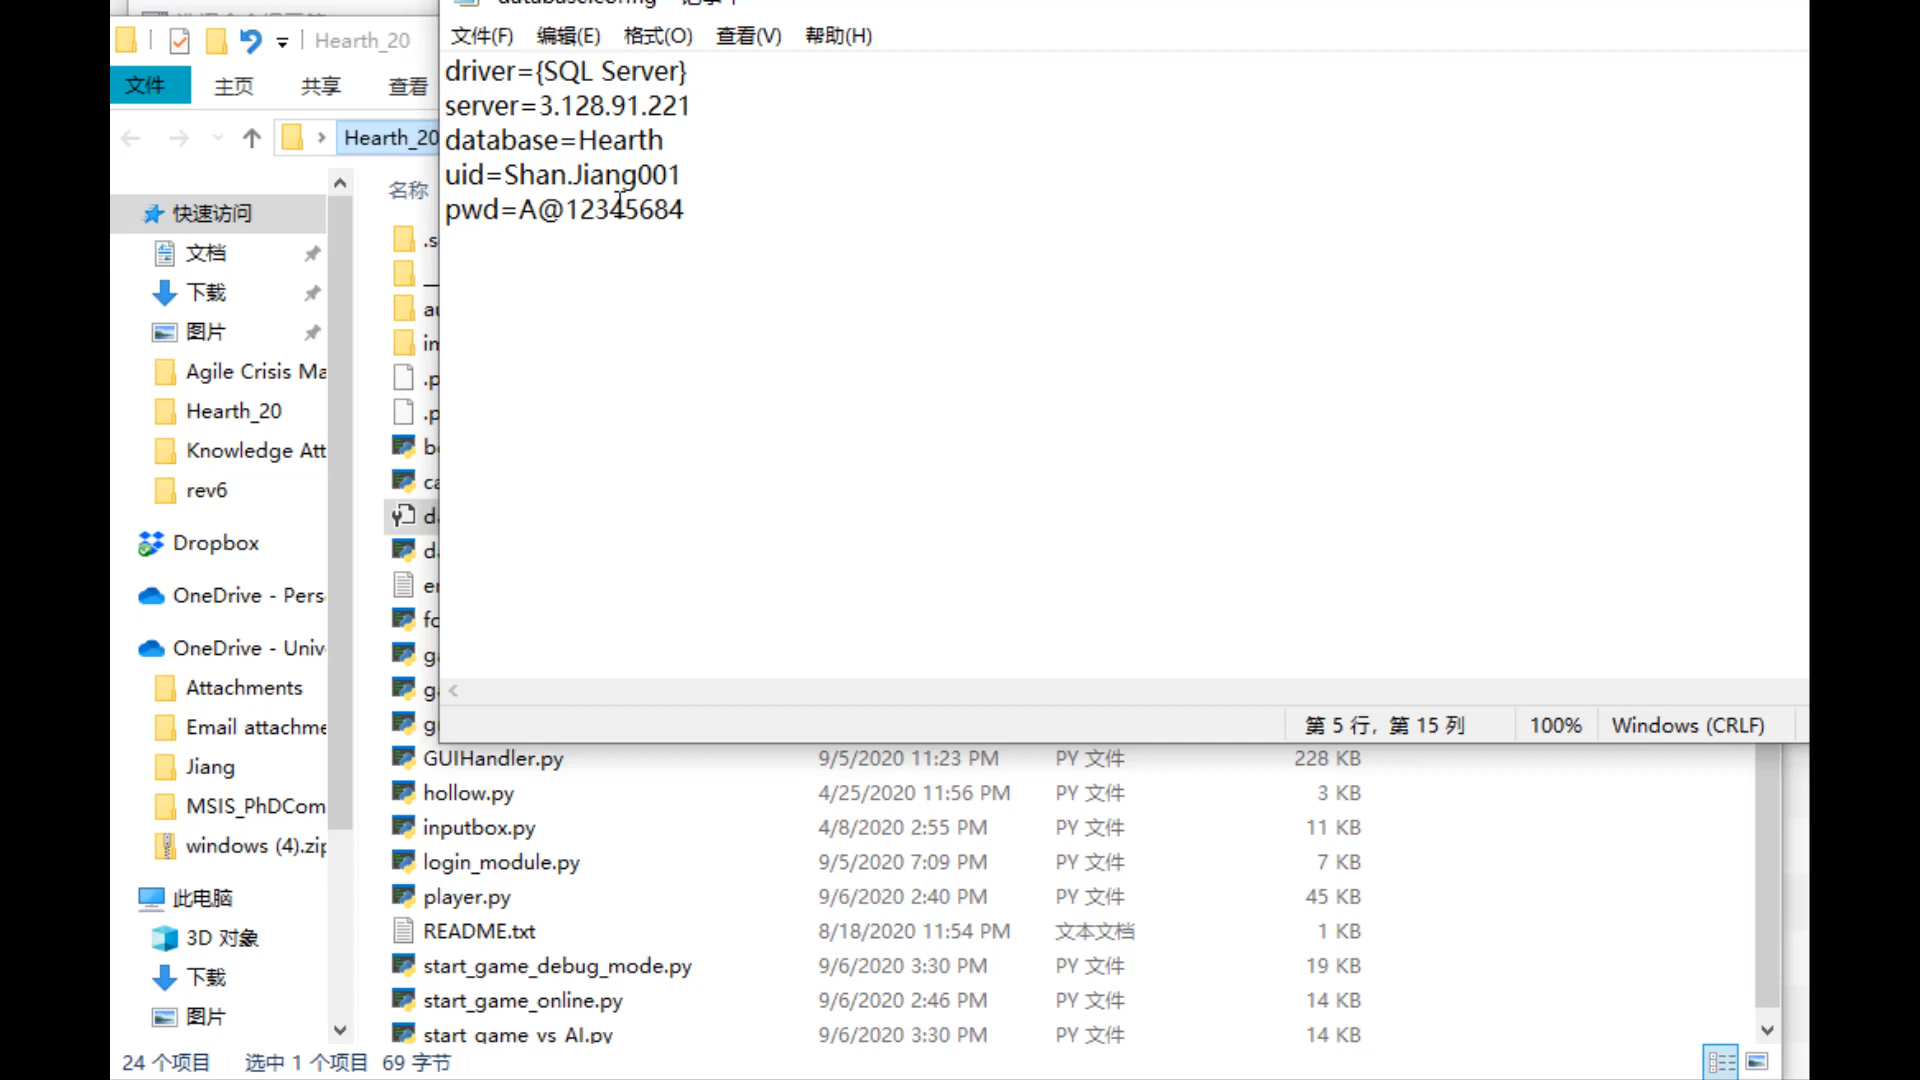 Hearth_20
文件 主页 共享 查看
Hearth_20
快速访问
文档
下载
图片
Agile Crisis Ma
Hearth_20
Knowledge Att
rev6
Dropbox
OneDrive - Pers
OneDrive - Univ
Attachments
Email attachme
Jiang
MSIS_PhDCom
windows (4).zip
此电脑
3D 对象
下载
图片
文件(F) 编辑(E) 格式(O) 查看(V) 帮助(H)
driver={SQL Server}
server=3.128.91.221
database=Hearth
uid=Shan.Jiang001
pwd=A@12345684
第 5 行，第 15 列 100% Windows (CRLF)
名称
GUIHandler.py 9/5/2020 11:23 PM PY 文件 228 KB
hollow.py 4/25/2020 11:56 PM PY 文件 3 KB
inputbox.py 4/8/2020 2:55 PM PY 文件 11 KB
login_module.py 9/5/2020 7:09 PM PY 文件 7 KB
player.py 9/6/2020 2:40 PM PY 文件 45 KB
README.txt 8/18/2020 11:54 PM 文本文档 1 KB
start_game_debug_mode.py 9/6/2020 3:30 PM PY 文件 19 KB
start_game_online.py 9/6/2020 2:46 PM PY 文件 14 KB
start_game_vs_AI.py 9/6/2020 3:30 PM PY 文件 14 KB
24 个项目 选中 1 个项目 69 字节